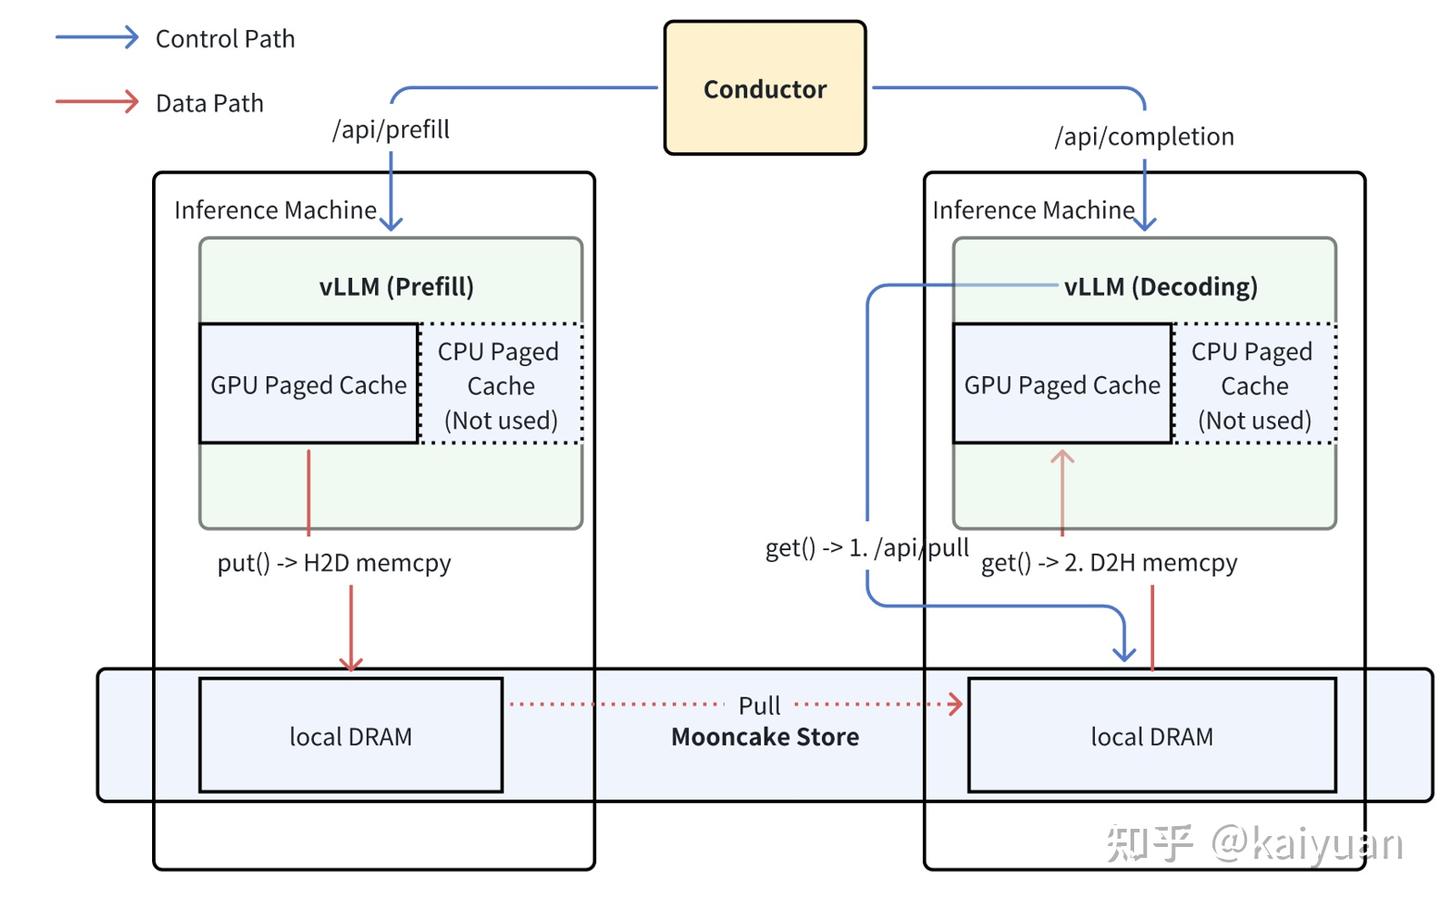 Control Path
Data Path
Conductor
/api/prefill
/api/completion
Inference Machine
vLLM (Prefill)
GPU Paged Cache
CPU Paged
Cache
(Not used)
put() -> H2D memcpy
local DRAM
Inference Machine
vLLM (Decoding)
GPU Paged Cache
CPU Paged
Cache
(Not used)
get() -> 1. /api/pull
get() -> 2. D2H memcpy
Pull
Mooncake Store
local DRAM
知乎 @kaiyuan